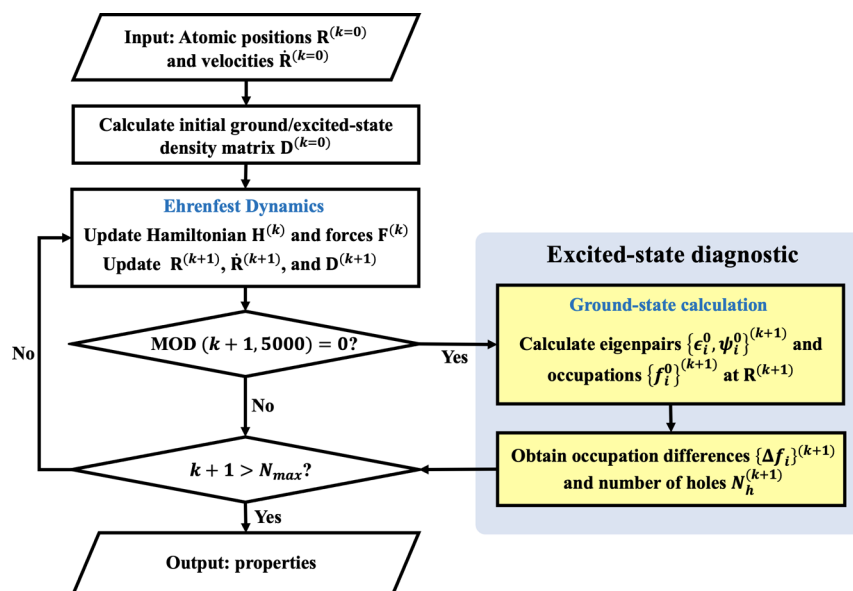 Input: Atomic positions R^(k=0)
and velocities Ṙ^(k=0)
Calculate initial ground/excited-state
density matrix D^(k=0)
Ehrenfest Dynamics
Update Hamiltonian H^(k) and forces F^(k)
Update R^(k+1), Ṙ^(k+1), and D^(k+1)
MOD (k + 1, 5000) = 0?
No
Yes
No
k + 1 > N_max?
Yes
Output: properties
Excited-state diagnostic
Ground-state calculation
Calculate eigenpairs {ϵ_i^0, ψ_i^0}^(k+1) and
occupations {f_i^0}^(k+1) at R^(k+1)
Obtain occupation differences {Δf_i}^(k+1)
and number of holes N_h^(k+1)